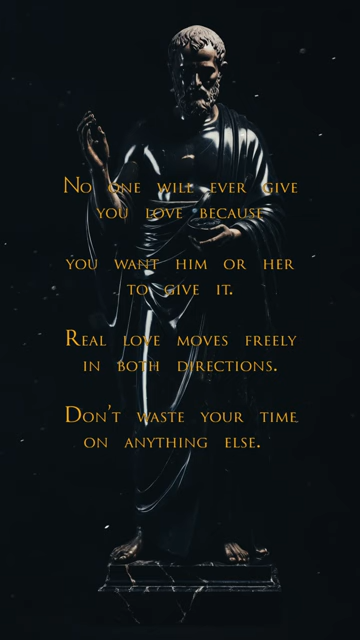 No one will ever give
you love because
you want him or her
to give it.
Real love moves freely
in both directions.
Don't waste your time
on anything else.